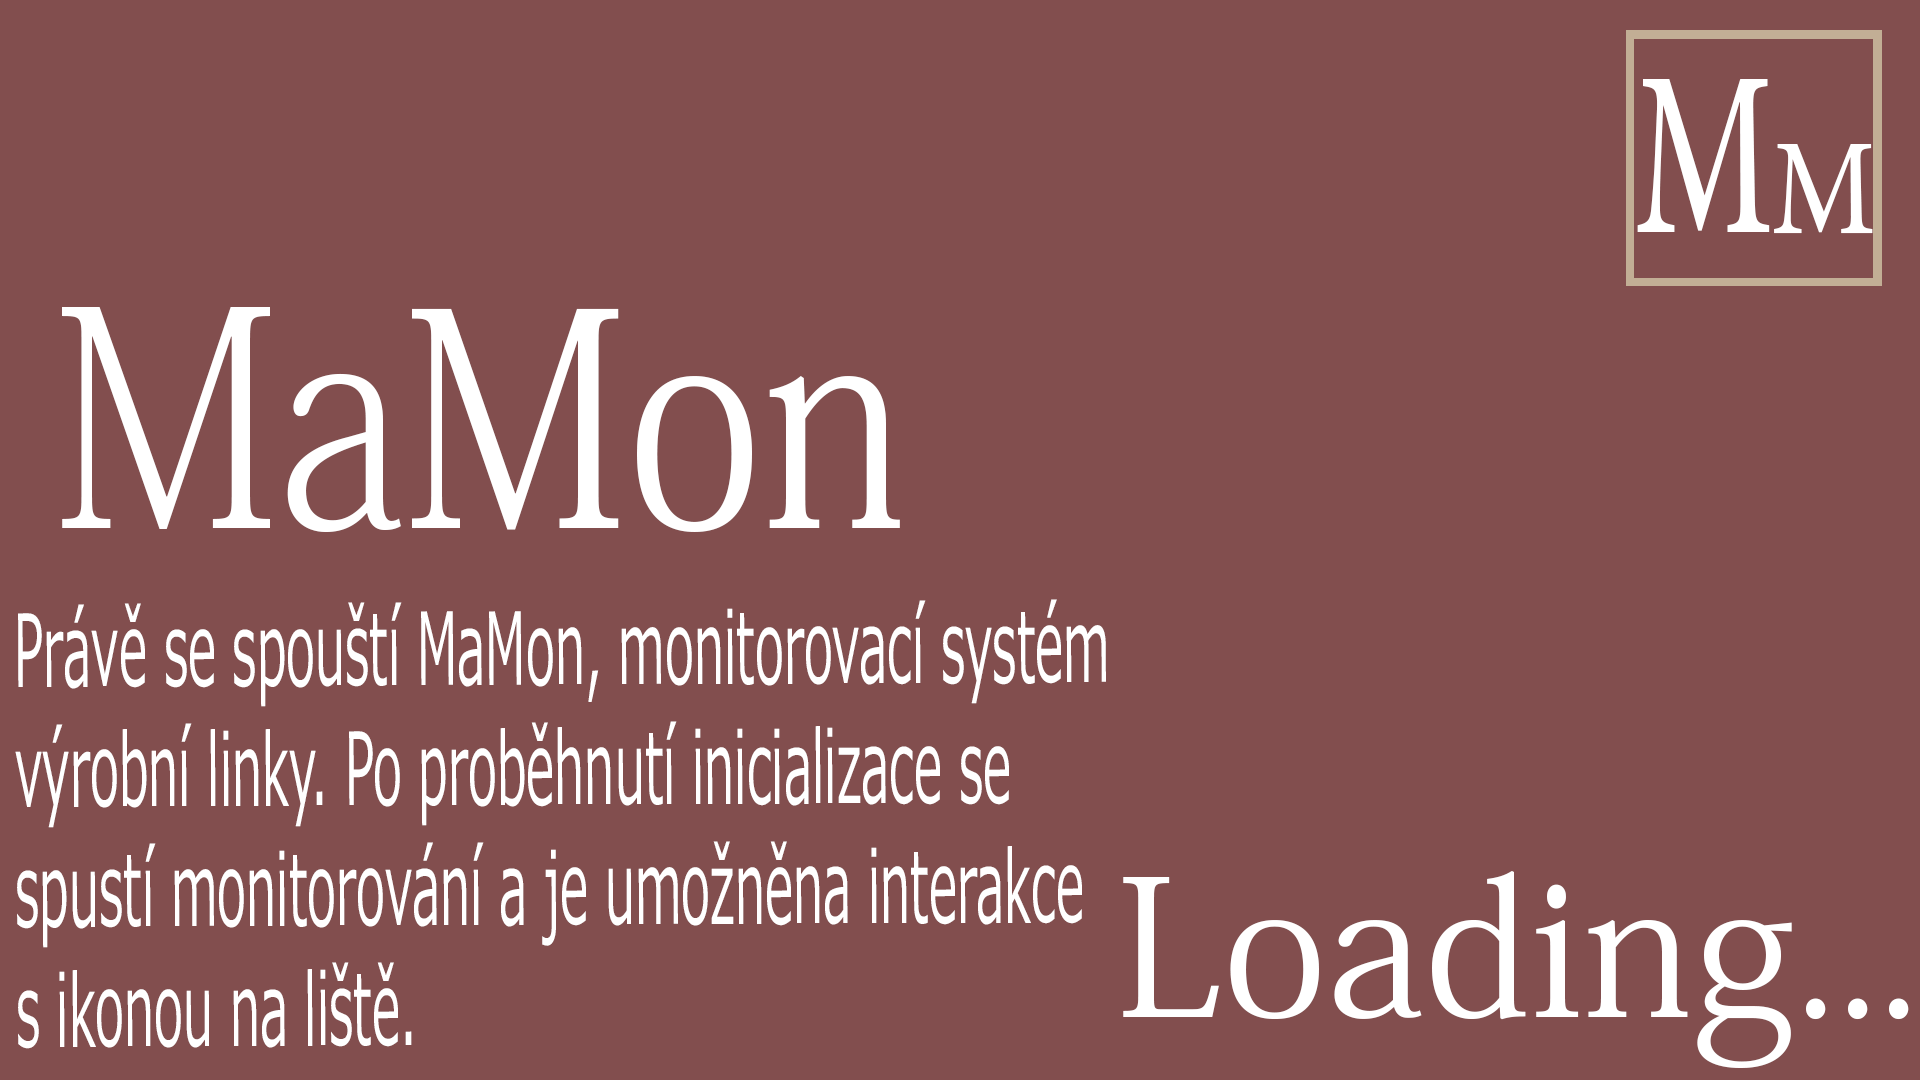 Mm
MaMon
Právě se spouští MaMon, monitorovací systém
výrobní linky. Po proběhnutí inicializace se
spustí monitorování a je umožněna interakce
s ikonou na liště.
Loading...